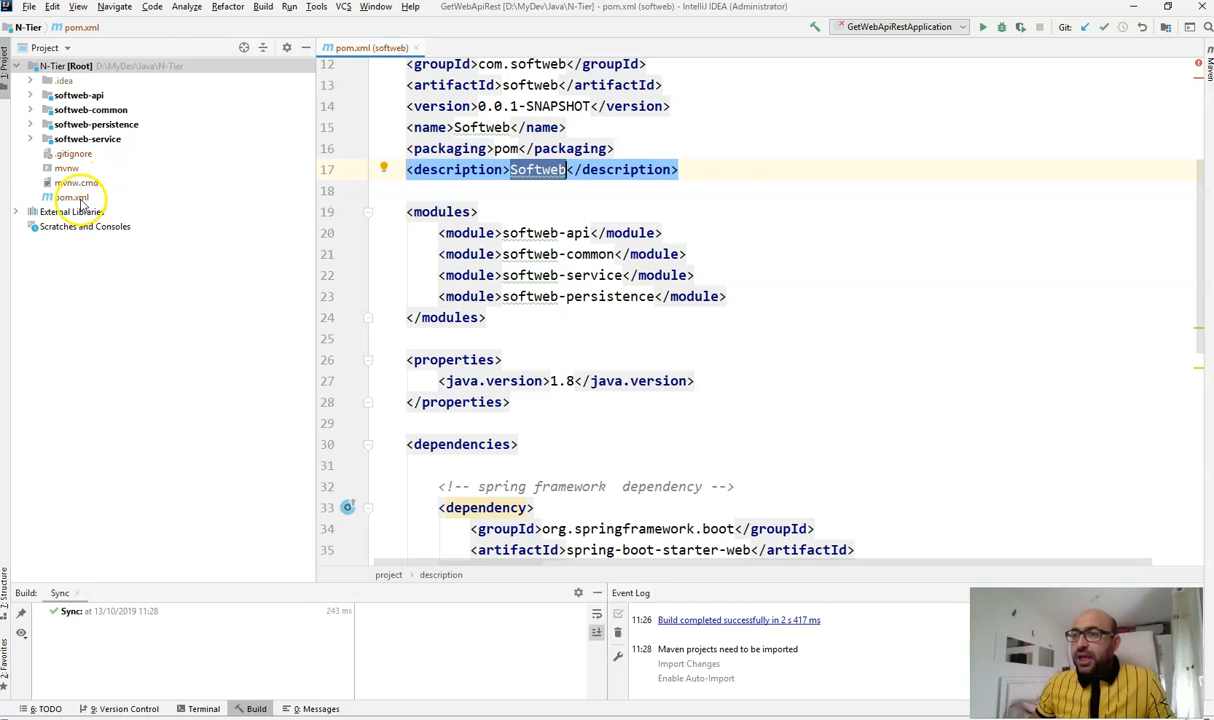 File Edit View Navigate Code Analyze Refactor Build Run Tools VCS Window Help GetWebApiRest [D:\MyDev\Java\N-Tier] - pom.xml (softweb) - IntelliJ IDEA (Administrator)
N-Tier pom.xml GetWebApiRestApplication Git:
Project pom.xml (softweb)
1: Project
Maven
N-Tier [Root] D:\MyDev\Java\N-Tier
.idea
softweb-api
softweb-common
softweb-persistence
softweb-service
.gitignore
mvnw
mvnw.cmd
pom.xml
External Libraries
Scratches and Consoles
12 <groupId>com.softweb</groupId>
13 <artifactId>softweb</artifactId>
14 <version>0.0.1-SNAPSHOT</version>
15 <name>Softweb</name>
16 <packaging>pom</packaging>
17 <description>Softweb</description>
18
19 <modules>
20 <module>softweb-api</module>
21 <module>softweb-common</module>
22 <module>softweb-service</module>
23 <module>softweb-persistence</module>
24 </modules>
25
26 <properties>
27 <java.version>1.8</java.version>
28 </properties>
29
30 <dependencies>
31
32 <!-- spring framework dependency -->
33 <dependency>
34 <groupId>org.springframework.boot</groupId>
35 <artifactId>spring-boot-starter-web</artifactId>
project description
7: Structure
2: Favorites
Build: Sync
Sync: at 13/10/2019 11:28 243 ms
Event Log
11:26 Build completed successfully in 2 s 417 ms
11:28 Maven projects need to be imported
Import Changes
Enable Auto-Import
6: TODO 9: Version Control Terminal Build 0: Messages